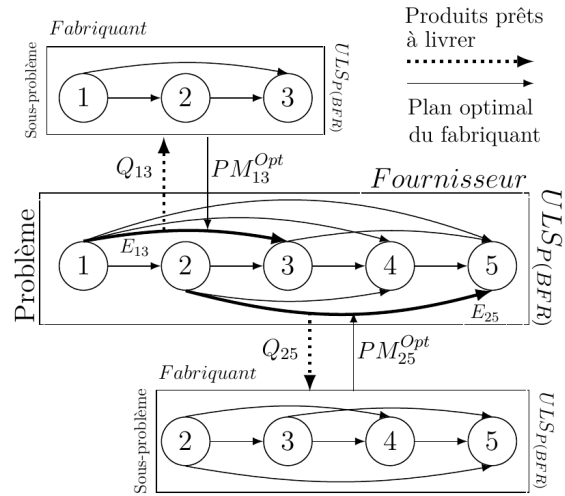 Fabriquant
Sous-problème
1 2 3
ULS_{P(BFR)}
Produits prêts
à livrer
Plan optimal
du fabriquant
Q_{13}
PM_{13}^{Opt}
Fournisseur
Problème
E_{13}
1 2 3 4 5
E_{25}
ULS_{P(BFR)}
Q_{25}
PM_{25}^{Opt}
Fabriquant
Sous-problème
2 3 4 5
ULS_{P(BFR)}